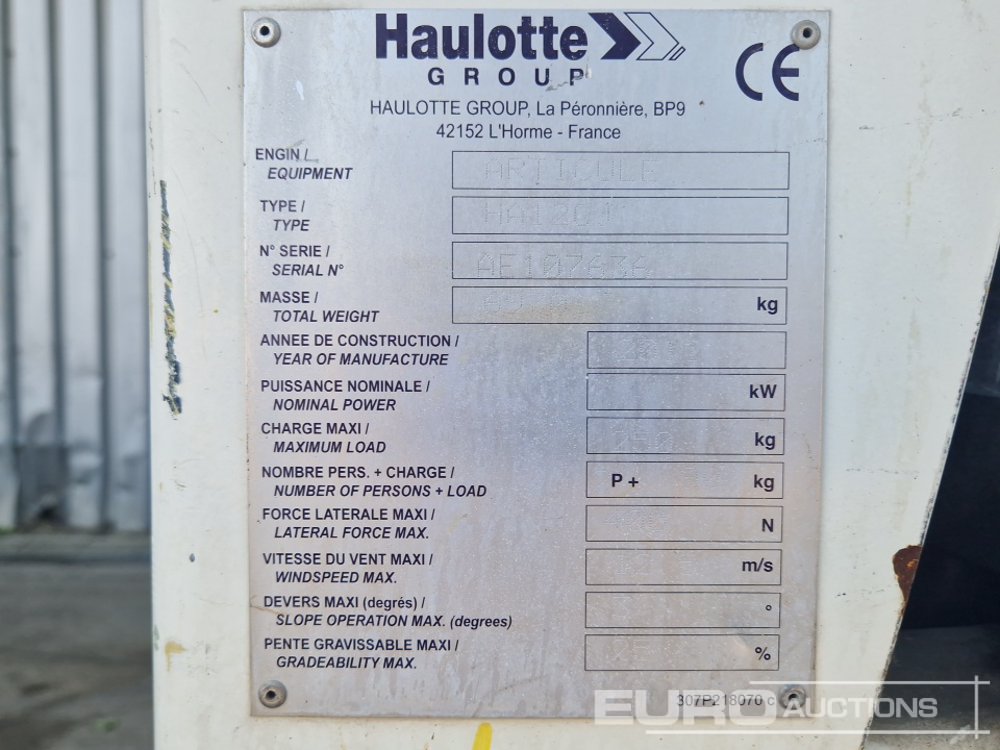 Haulotte
GROUP
CE
HAULOTTE GROUP, La Péronnière, BP9
42152 L'Horme - France
ENGIN /
EQUIPMENT
ARTICULE
TYPE /
TYPE
N° SERIE /
SERIAL N°
AE107636
MASSE /
TOTAL WEIGHT
kg
ANNEE DE CONSTRUCTION /
YEAR OF MANUFACTURE
PUISSANCE NOMINALE /
NOMINAL POWER
kW
CHARGE MAXI /
MAXIMUM LOAD
kg
NOMBRE PERS. + CHARGE /
NUMBER OF PERSONS + LOAD
P + kg
FORCE LATERALE MAXI /
LATERAL FORCE MAX.
N
VITESSE DU VENT MAXI /
WINDSPEED MAX.
m/s
DEVERS MAXI (degrés) /
SLOPE OPERATION MAX. (degrees)
°
PENTE GRAVISSABLE MAXI /
GRADEABILITY MAX.
%
307P218070 c
EURO AUCTIONS